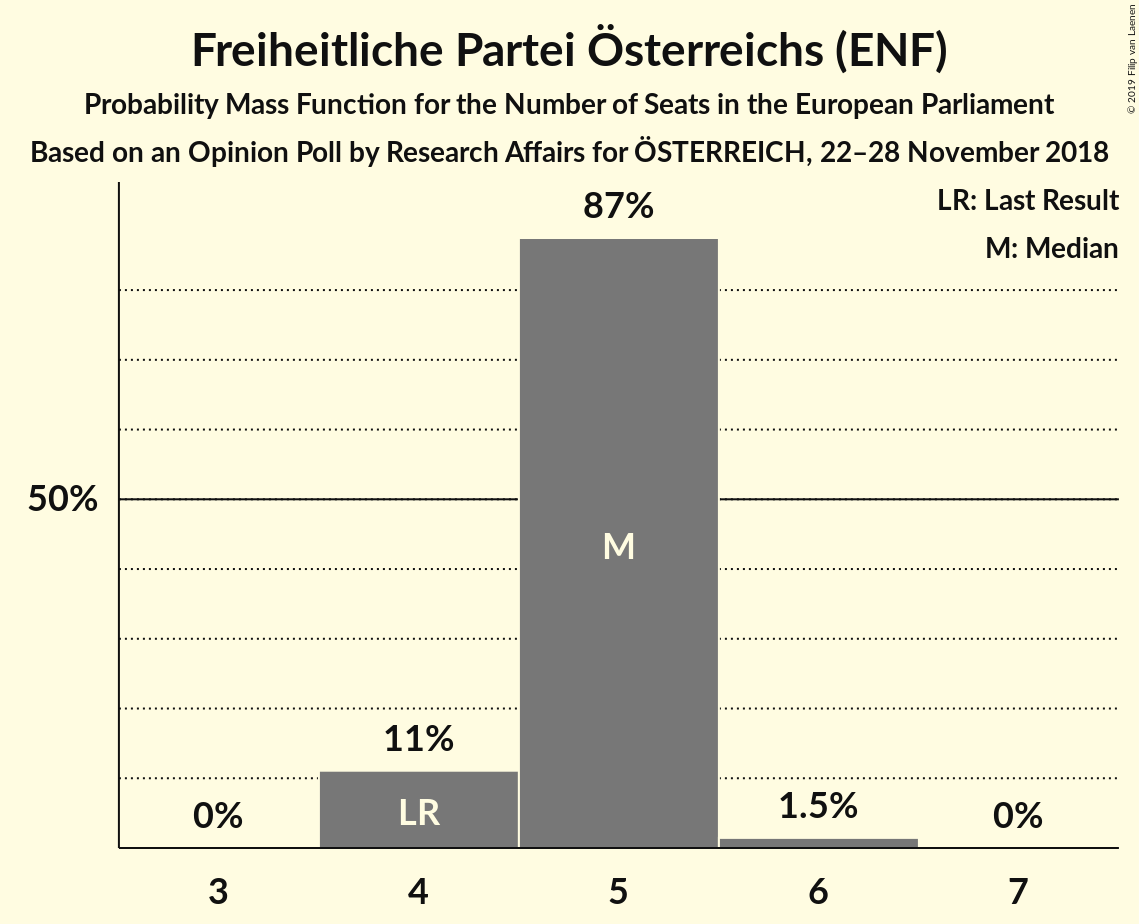 Freiheitliche Partei Österreichs (ENF)
Probability Mass Function for the Number of Seats in the European Parliament
Based on an Opinion Poll by Research Affairs for ÖSTERREICH, 22–28 November 2018
© 2019 Filip van Laenen
LR: Last Result
M: Median
87%
50%
M
11%
LR
0%
1.5%
0%
3 4 5 6 7